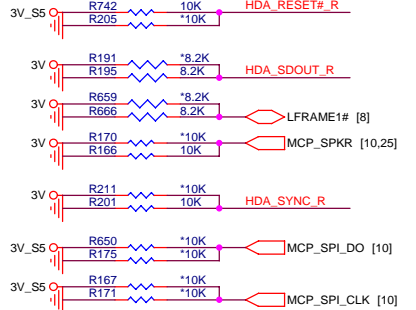 R742 10K HDA_RESET#_R
3V_S5 R205 *10K
3V R191 *8.2K
R195 8.2K HDA_SDOUT_R
3V R659 *8.2K
R666 8.2K LFRAME1# [8]
3V R170 *10K MCP_SPKR [10,25]
R166 10K
3V R211 *10K
R201 10K HDA_SYNC_R
3V_S5 R650 *10K MCP_SPI_DO [10]
R175 *10K
3V_S5 R167 *10K
R171 *10K MCP_SPI_CLK [10]